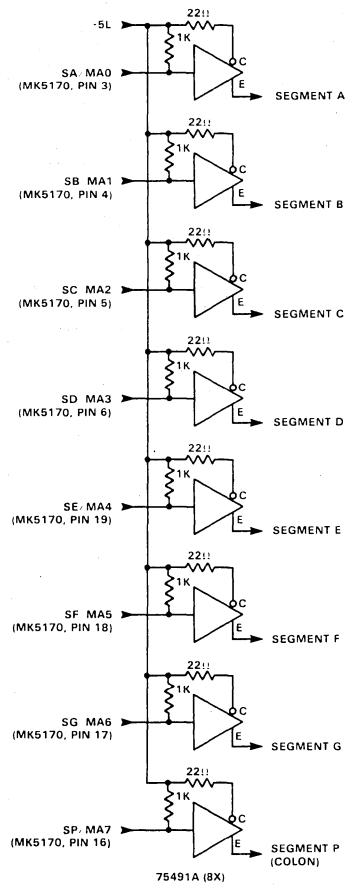 -5L
22Ω
1K
C
SA/MA0
E
(MK5170, PIN 3)
SEGMENT A
22Ω
1K
C
SB MA1
E
(MK5170, PIN 4)
SEGMENT B
22Ω
1K
C
SC MA2
E
(MK5170, PIN 5)
SEGMENT C
22Ω
1K
C
SD MA3
E
(MK5170, PIN 6)
SEGMENT D
22Ω
1K
C
SE/MA4
E
(MK5170, PIN 19)
SEGMENT E
22Ω
1K
C
SF MA5
E
(MK5170, PIN 18)
SEGMENT F
22Ω
1K
C
SG MA6
E
(MK5170, PIN 17)
SEGMENT G
22Ω
1K
C
SP/MA7
E
(MK5170, PIN 16)
SEGMENT P
(COLON)
75491A (8X)